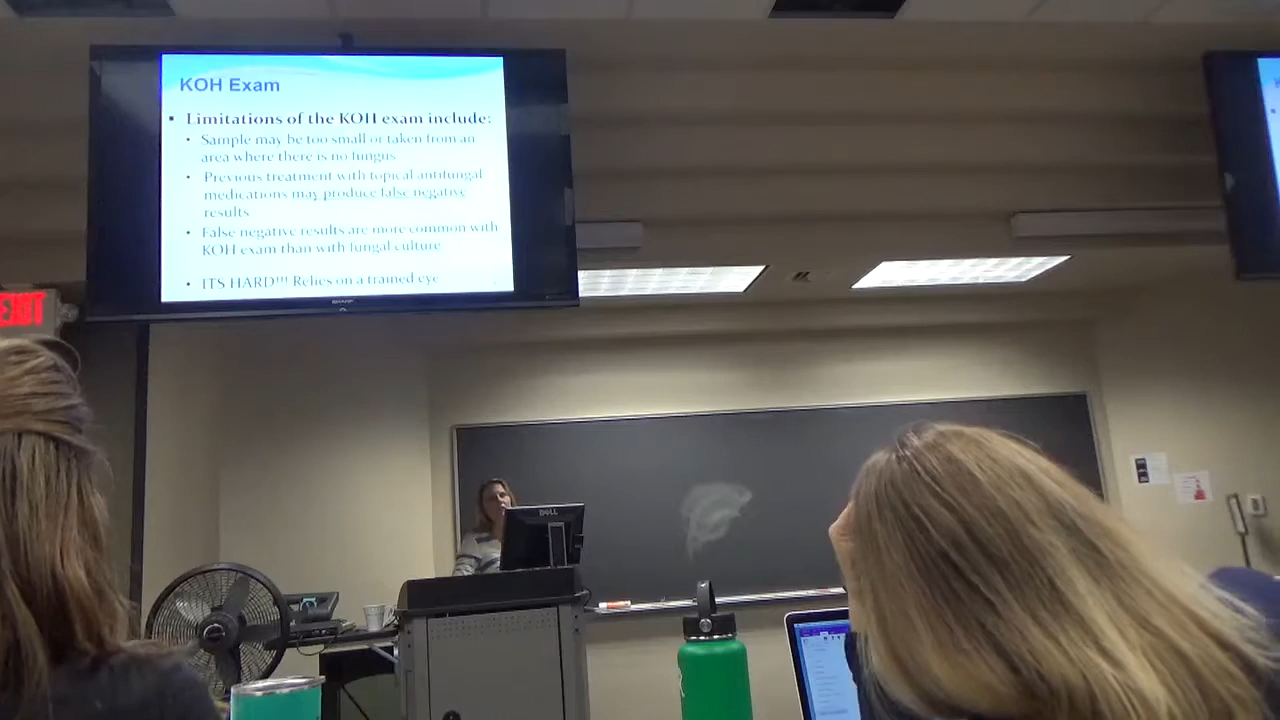 KOH Exam
Limitations of the KOH exam include:
Sample may be too small or taken from an
area where there is no fungus
Previous treatment with topical antifungal
medications may produce false negative
results
False negative results are more common with
KOH exam than with fungal culture
ITS HARD!!! Relies on a trained eye
SHARP
EXIT
DELL